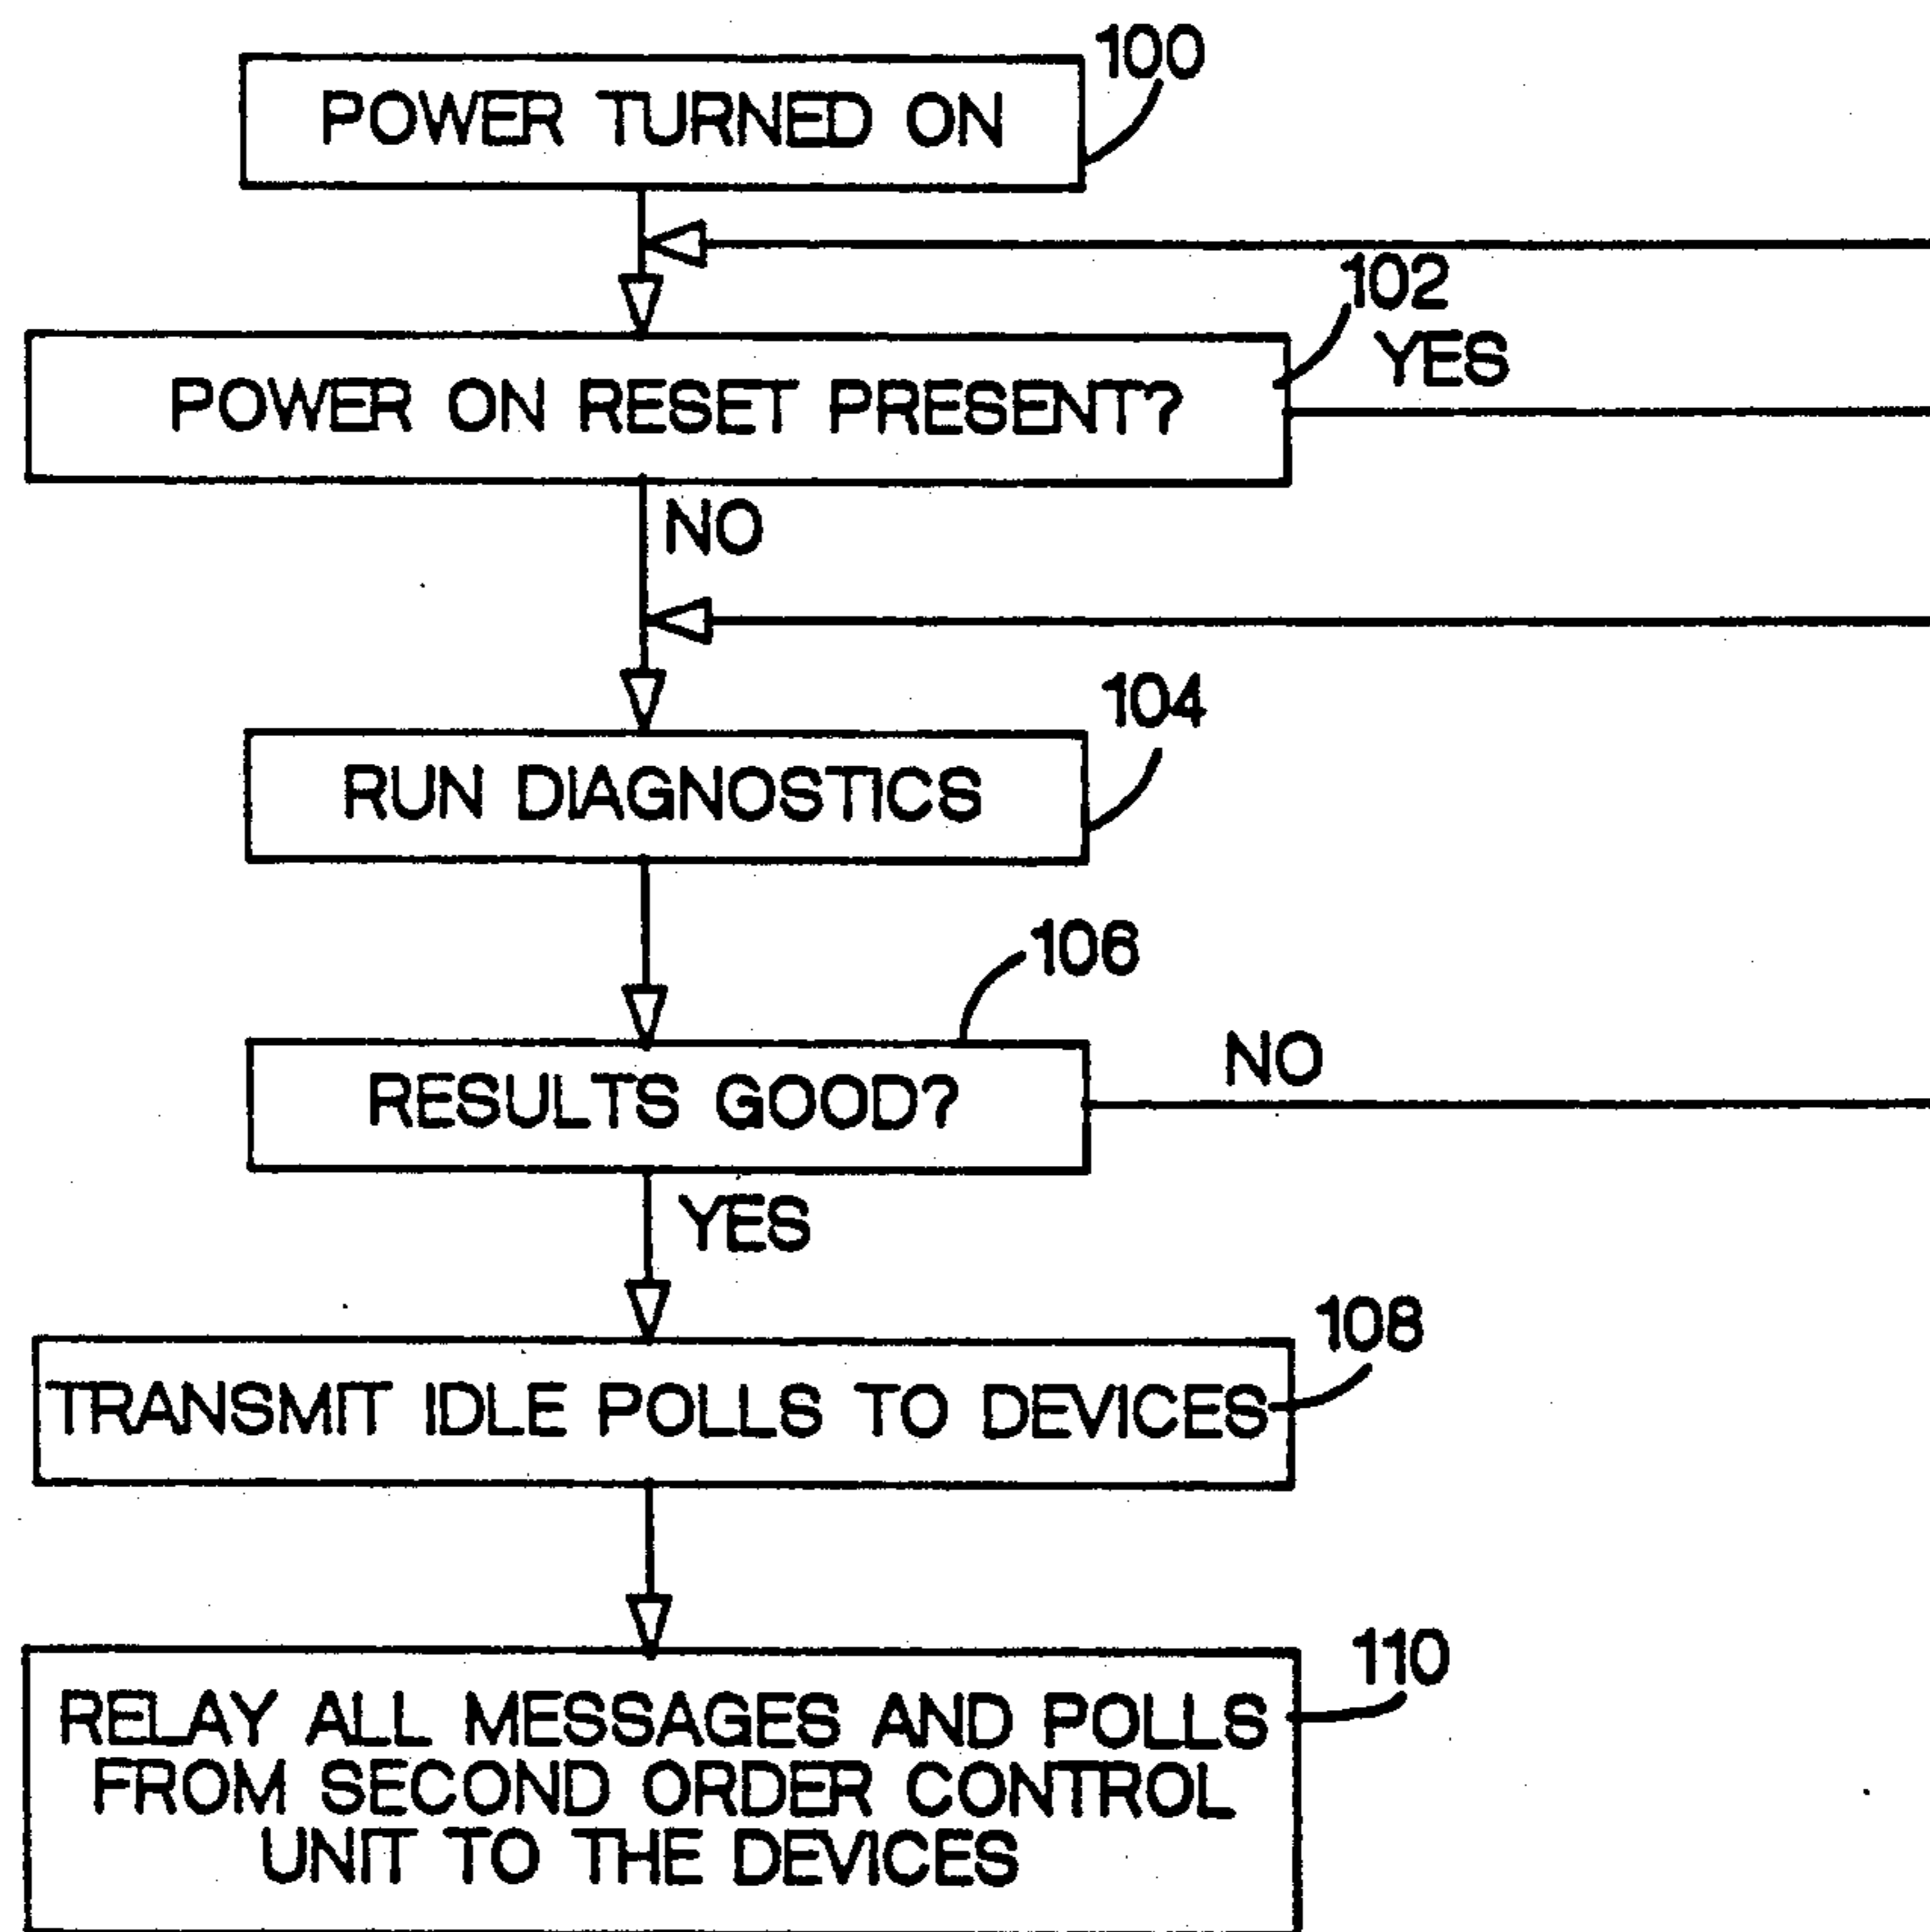 100
POWER TURNED ON
102
YES
POWER ON RESET PRESENT?
NO
104
RUN DIAGNOSTICS
106
NO
RESULTS GOOD?
YES
108
TRANSMIT IDLE POLLS TO DEVICES
110
RELAY ALL MESSAGES AND POLLS
FROM SECOND ORDER CONTROL
UNIT TO THE DEVICES